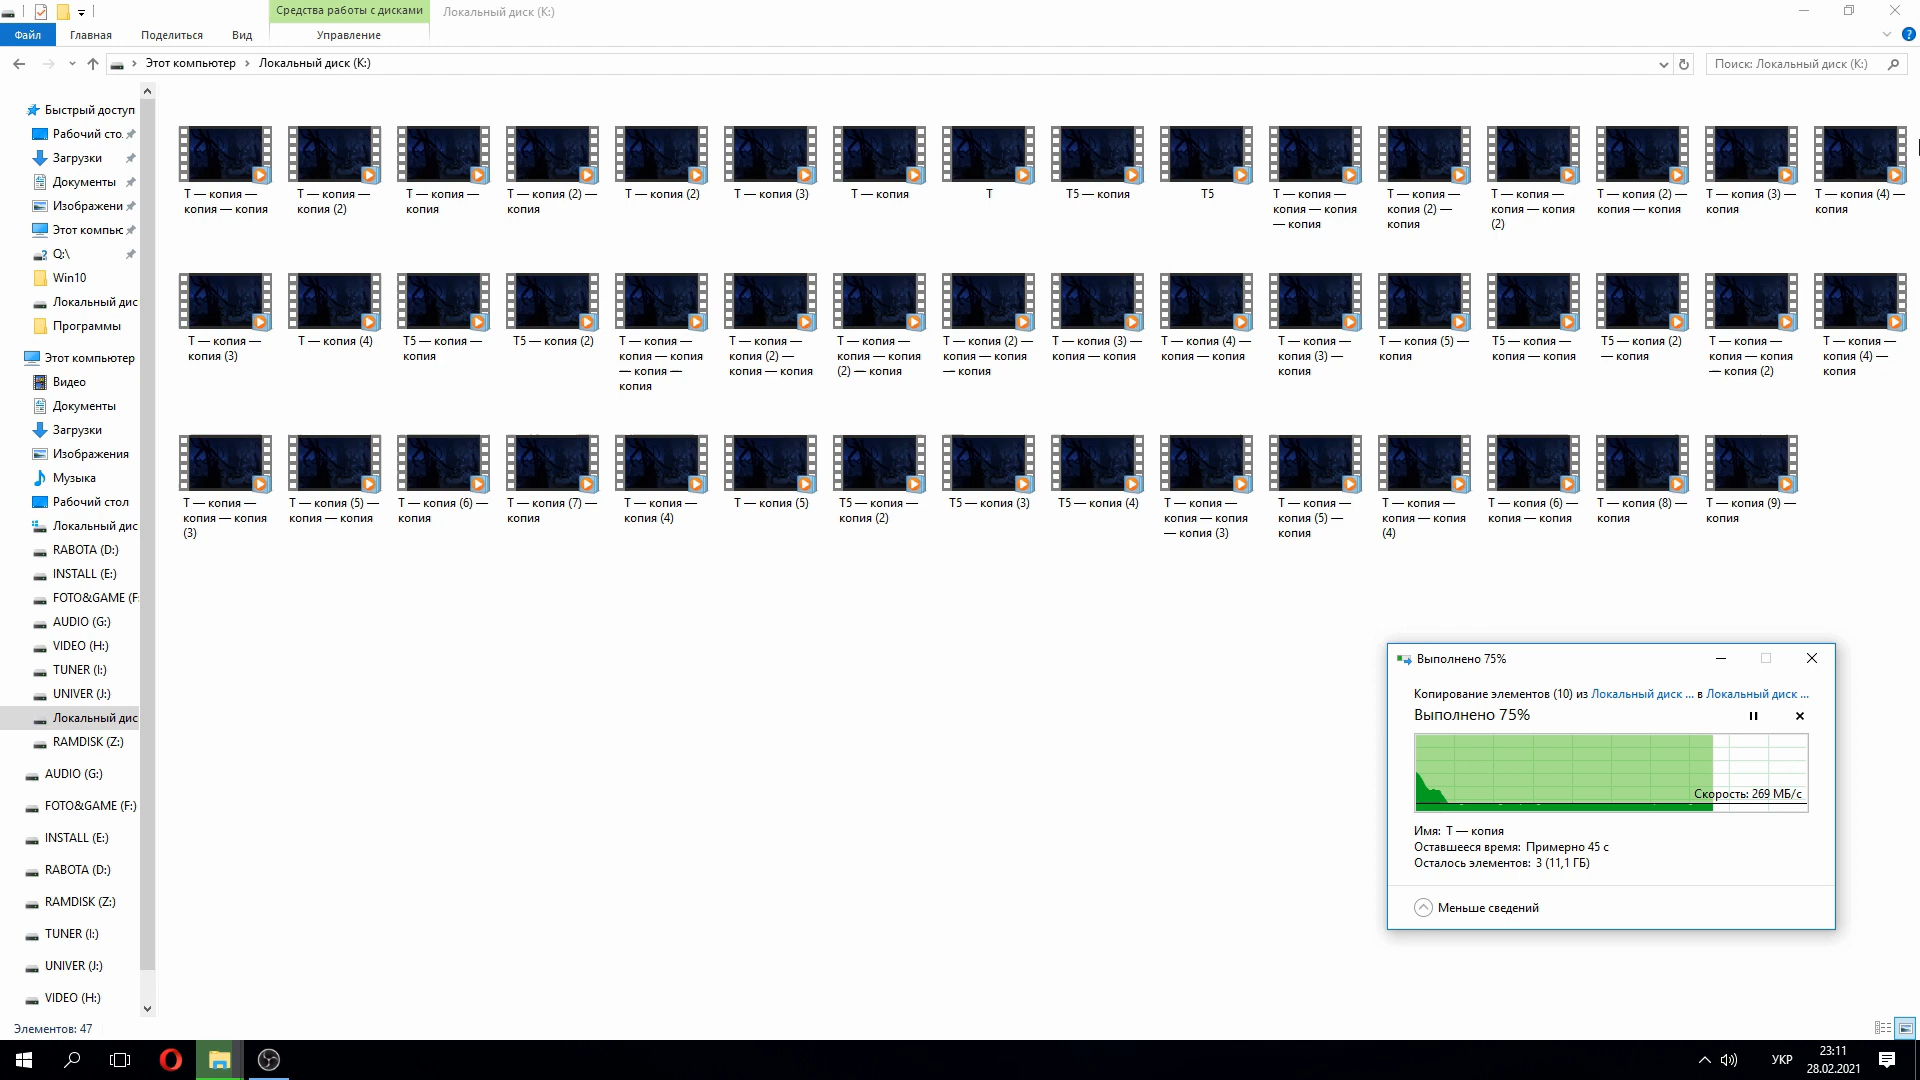 Средства работы с дисками
Локальный диск (K:)
Файл
Главная
Поделиться
Вид
Управление
Этот компьютер
Локальный диск (K:)
Поиск: Локальный диск (K:)
Быстрый доступ
Рабочий сто.
Загрузки
Документы
Изображени
Этот компьк
Q:\
Win10
Локальный дис
Программы
Этот компьютер
Видео
Документы
Загрузки
Изображения
Музыка
Рабочий стол
Локальный дис
RABOTA (D:)
INSTALL (E:)
FOTO&GAME (F:
AUDIO (G:)
VIDEO (H:)
TUNER (I:)
UNIVER (J:)
Локальный дис
RAMDISK (Z:)
AUDIO (G:)
FOTO&GAME (F:)
INSTALL (E:)
RABOTA (D:)
RAMDISK (Z:)
TUNER (I:)
UNIVER (J:)
VIDEO (H:)
Элементов: 47
T — копия —
копия — копия
T — копия —
копия (2)
T — копия —
копия
T — копия (2) —
копия
T — копия (2)
T — копия (3)
T — копия
T
T5 — копия
T5
T — копия —
копия — копия
— копия
T — копия —
копия (2) —
копия
T — копия —
копия — копия
(2)
T — копия (2) —
копия — копия
T — копия (3) —
копия
T — копия (4) —
копия
T — копия —
копия (3)
T — копия (4)
T5 — копия —
копия
T5 — копия (2)
T — копия —
копия — копия
— копия —
копия
T — копия —
копия (2) —
копия — копия
T — копия —
копия — копия
(2) — копия
T — копия (2) —
копия — копия
— копия
T — копия (3) —
копия — копия
T — копия (4) —
копия — копия
T — копия —
копия (3) —
копия
T — копия (5) —
копия
T5 — копия —
копия — копия
T5 — копия (2)
— копия
T — копия —
копия — копия
— копия (2)
T — копия —
копия (4) —
копия
T — копия —
копия — копия
(3)
T — копия (5) —
копия — копия
T — копия (6) —
копия
T — копия (7) —
копия
T — копия —
копия (4)
T — копия (5)
T5 — копия —
копия (2)
T5 — копия (3)
T5 — копия (4)
T — копия —
копия — копия
— копия (3)
T — копия —
копия (5) —
копия
T — копия —
копия — копия
(4)
T — копия (6) —
копия — копия
T — копия (8) —
копия
T — копия (9) —
копия
Выполнено 75%
Копирование элементов (10) из Локальный диск ... в Локальный диск ...
Выполнено 75%
Скорость: 269 МБ/с
Имя: T — копия
Оставшееся время: Примерно 45 с
Осталось элементов: 3 (11,1 ГБ)
Меньше сведений
УКР
23:11
28.02.2021